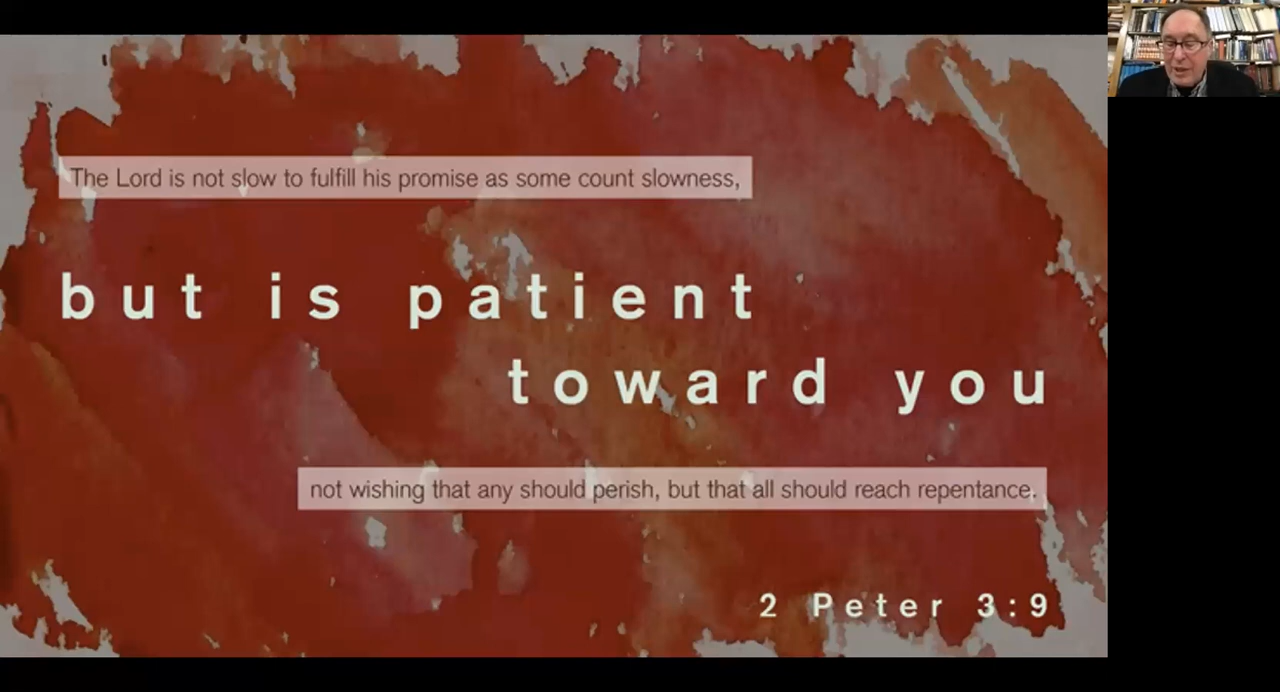 The Lord is not slow to fulfill his promise as some count slowness,
but is patient
toward you
not wishing that any should perish, but that all should reach repentance.
2 Peter 3:9